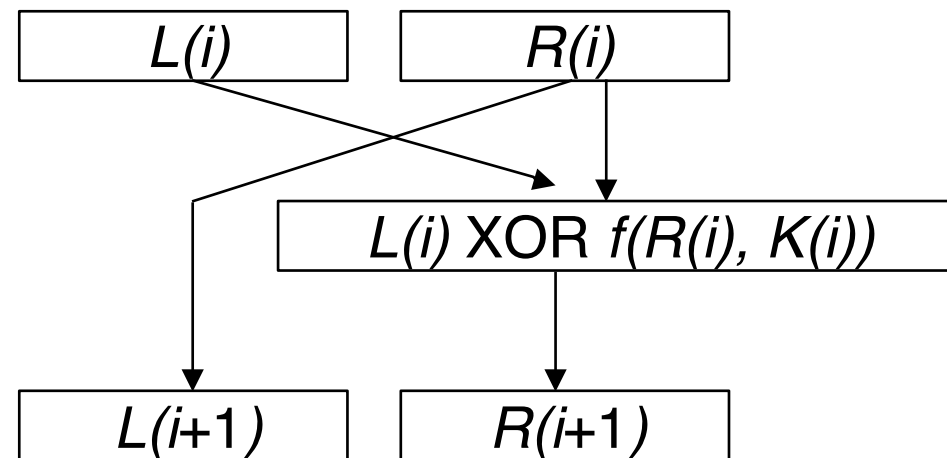 L(i) R(i)
L(i) XOR f(R(i), K(i))
L(i+1) R(i+1)